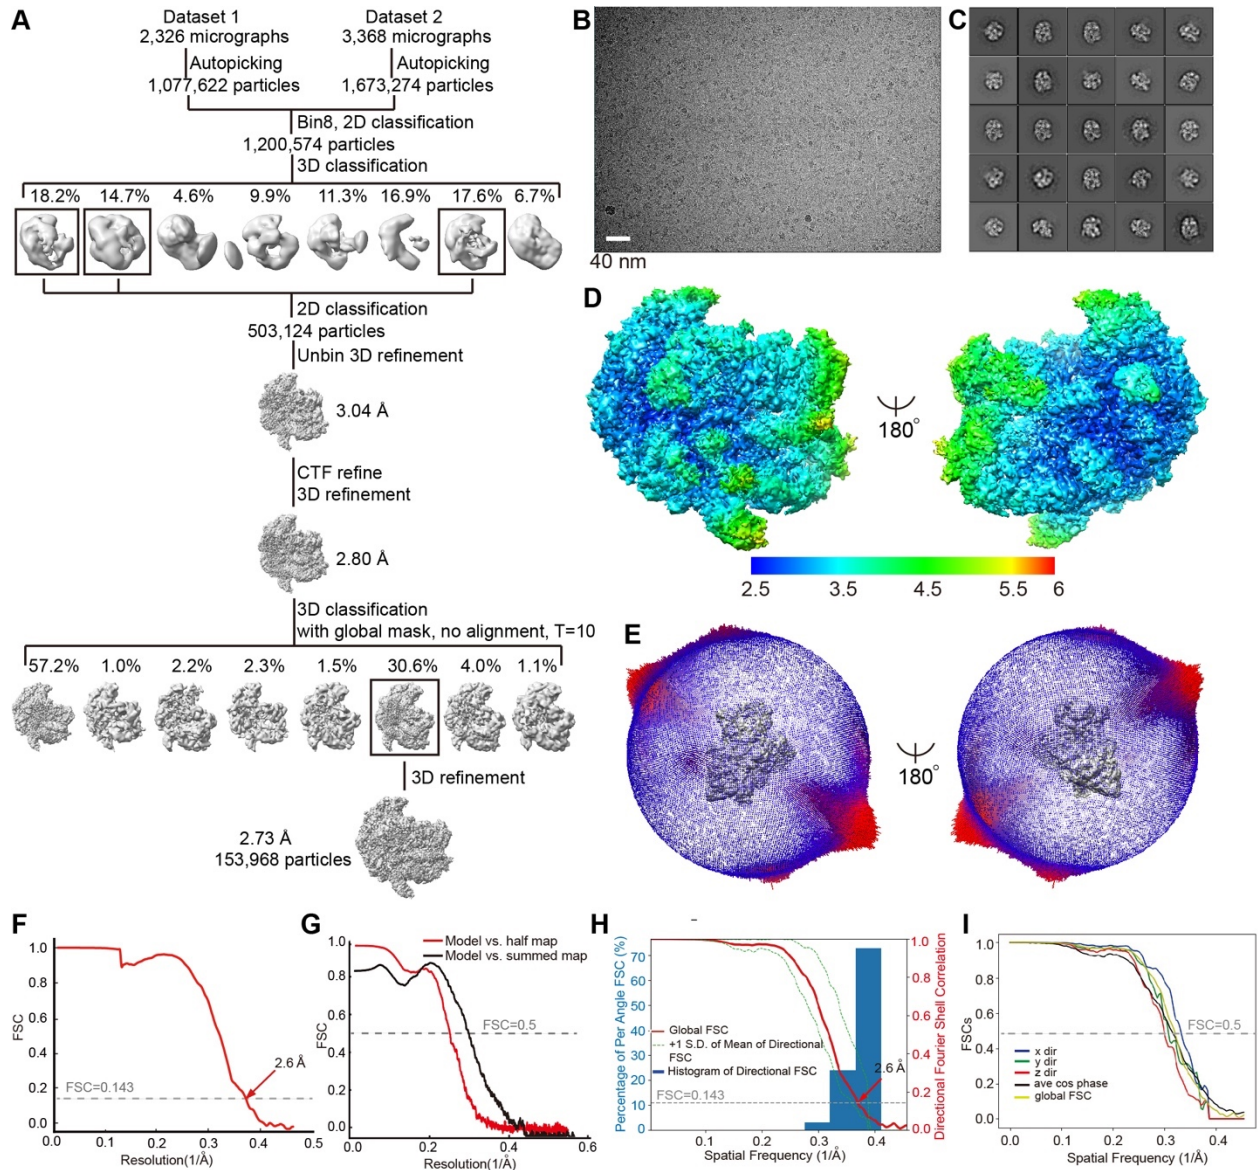 A
Dataset 1
2,326 micrographs
Dataset 2
3,368 micrographs
Autopicking
Autopicking
1,077,622 particles
1,673,274 particles
Bin8, 2D classification
1,200,574 particles
3D classification
18.2% 14.7% 4.6% 9.9% 11.3% 16.9% 17.6% 6.7%
2D classification
503,124 particles
Unbin 3D refinement
3.04 Å
CTF refine
3D refinement
2.80 Å
3D classification
with global mask, no alignment, T=10
57.2% 1.0% 2.2% 2.3% 1.5% 30.6% 4.0% 1.1%
3D refinement
2.73 Å
153,968 particles
B
40 nm
C
D
180°
2.5 3.5 4.5 5.5 6
E
180°
F
FSC
1.0
0.8
0.6
0.4
0.2
0.0
FSC=0.143
2.6 Å
0.0 0.1 0.2 0.3 0.4 0.5
Resolution(1/Å)
G
FSC
1.0
0.8
0.6
0.4
0.2
0.0
Model vs. half map
Model vs. summed map
FSC=0.5
0.0 0.2 0.4 0.6
Resolution(1/Å)
H
Percentage of Per Angle FSC (%)
70
60
50
40
30
20
10
0
Global FSC
+1 S.D. of Mean of Directional
FSC
Histogram of Directional FSC
FSC=0.143
2.6 Å
0.1 0.2 0.3 0.4
Spatial Frequency (1/Å)
1.0
0.8
0.6
0.4
0.2
0.0
Directional Fourier Shell Correlation
I
FSCs
1.0
0.8
0.6
0.4
0.2
0.0
FSC=0.5
x dir
y dir
z dir
ave cos phase
global FSC
0.0 0.1 0.2 0.3 0.4
Spatial Frequency (1/Å)